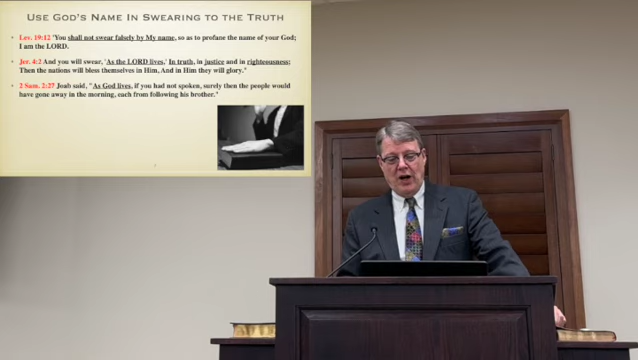 USE GOD'S NAME IN SWEARING TO THE TRUTH
• Lev. 19:12 'You shall not swear falsely by My name, so as to profane the name of your God;
I am the LORD.
• Jer. 4:2 And you will swear, 'As the LORD lives,' In truth, in justice and in righteousness;
Then the nations will bless themselves in Him, And in Him they will glory."
• 2 Sam. 2:27 Joab said, "As God lives, if you had not spoken, surely then the people would
have gone away in the morning, each from following his brother."